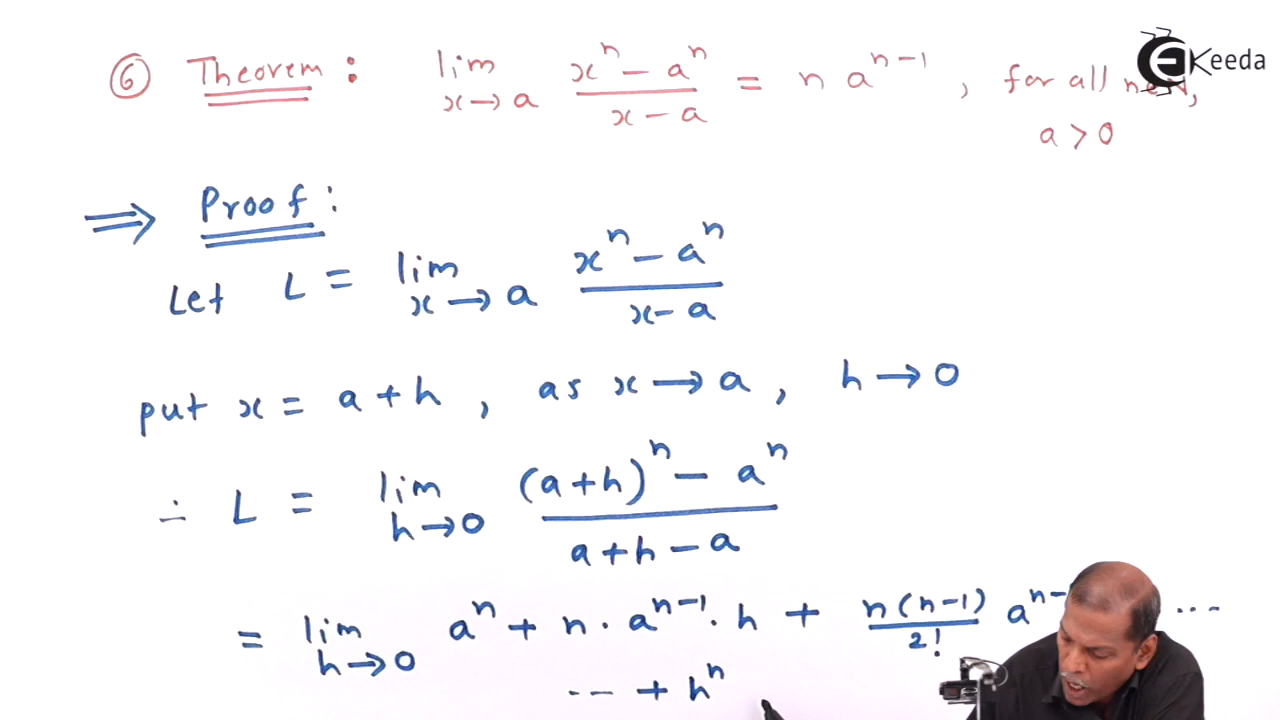 ⑥ Theorem : lim x→a (xⁿ − aⁿ)/(x − a) = n aⁿ⁻¹ , for all
a > 0
Keeda
⟹ Proof :
Let L = lim x→a (xⁿ − aⁿ)/(x − a)
put x = a + h , as x → a , h → 0
∴ L = lim h→0 ((a+h)ⁿ − aⁿ)/(a + h − a)
= lim h→0 aⁿ + n · aⁿ⁻¹ · h + n(n−1)/2! a ...
-- + hⁿ